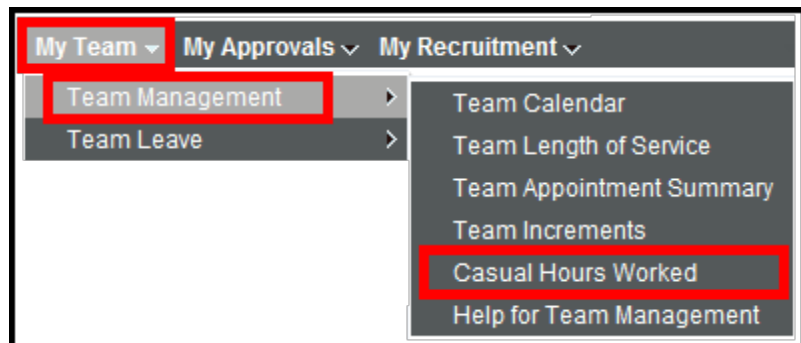 My Team My Approvals My Recruitment
Team Management
Team Leave
Team Calendar
Team Length of Service
Team Appointment Summary
Team Increments
Casual Hours Worked
Help for Team Management